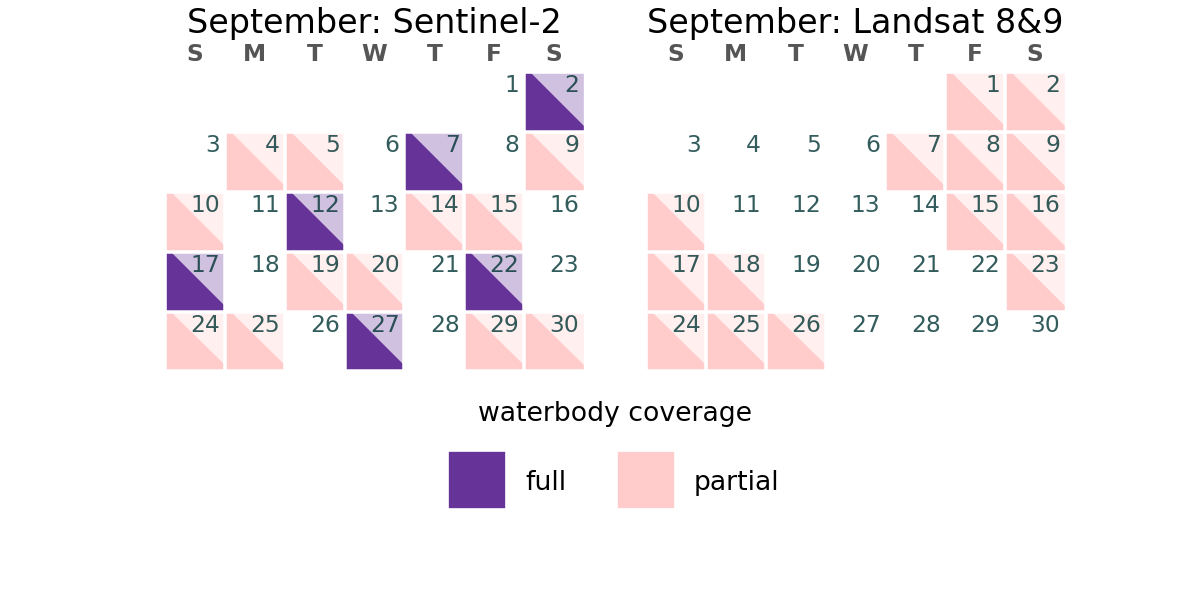 September: Sentinel-2
S M T W T F S
1 2
3 4 5 6 7 8 9
10 11 12 13 14 15 16
17 18 19 20 21 22 23
24 25 26 27 28 29 30
September: Landsat 8&9
S M T W T F S
1 2
3 4 5 6 7 8 9
10 11 12 13 14 15 16
17 18 19 20 21 22 23
24 25 26 27 28 29 30
waterbody coverage
full partial